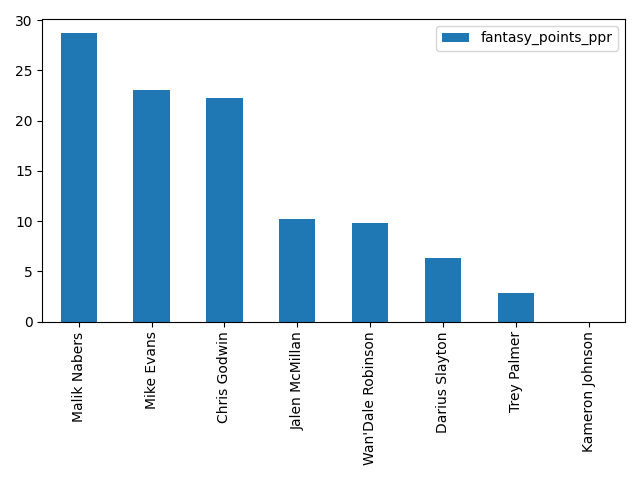 30
25
20
15
10
5
0
fantasy_points_ppr
Malik Nabers
Mike Evans
Chris Godwin
Jalen McMillan
Wan'Dale Robinson
Darius Slayton
Trey Palmer
Kameron Johnson